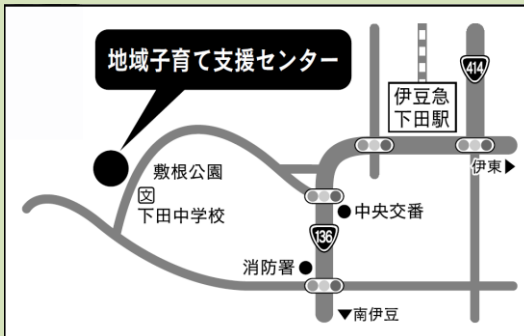 地域子育て支援センター
414
伊豆急
下田駅
伊東▶
敷根公園
文
下田中学校
中央交番
136
消防署
▼南伊豆